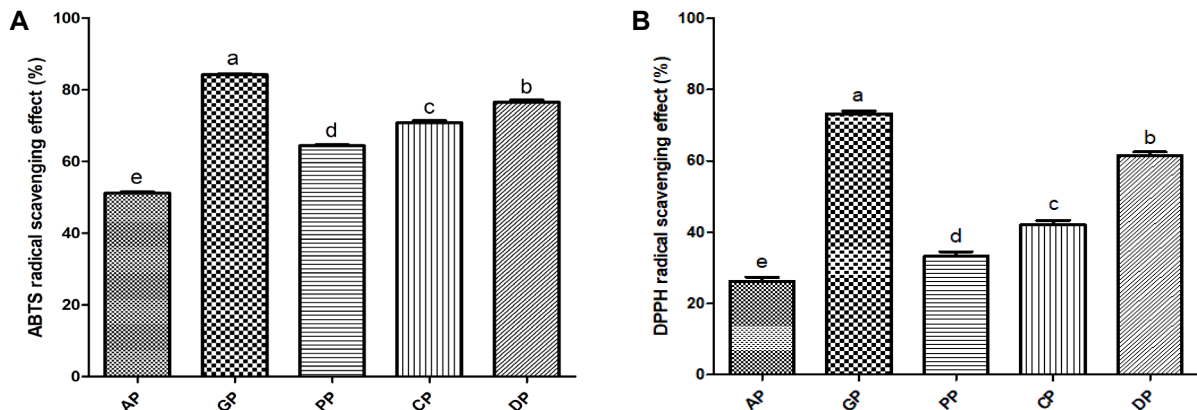 A
ABTS radical scavenging effect (%)
100
80
60
40
20
0
e
a
d
c
b
AP
GP
PP
CP
DP
B
DPPH radical scavenging effect (%)
100
80
60
40
20
0
e
a
d
c
b
AP
GP
PP
CP
DP